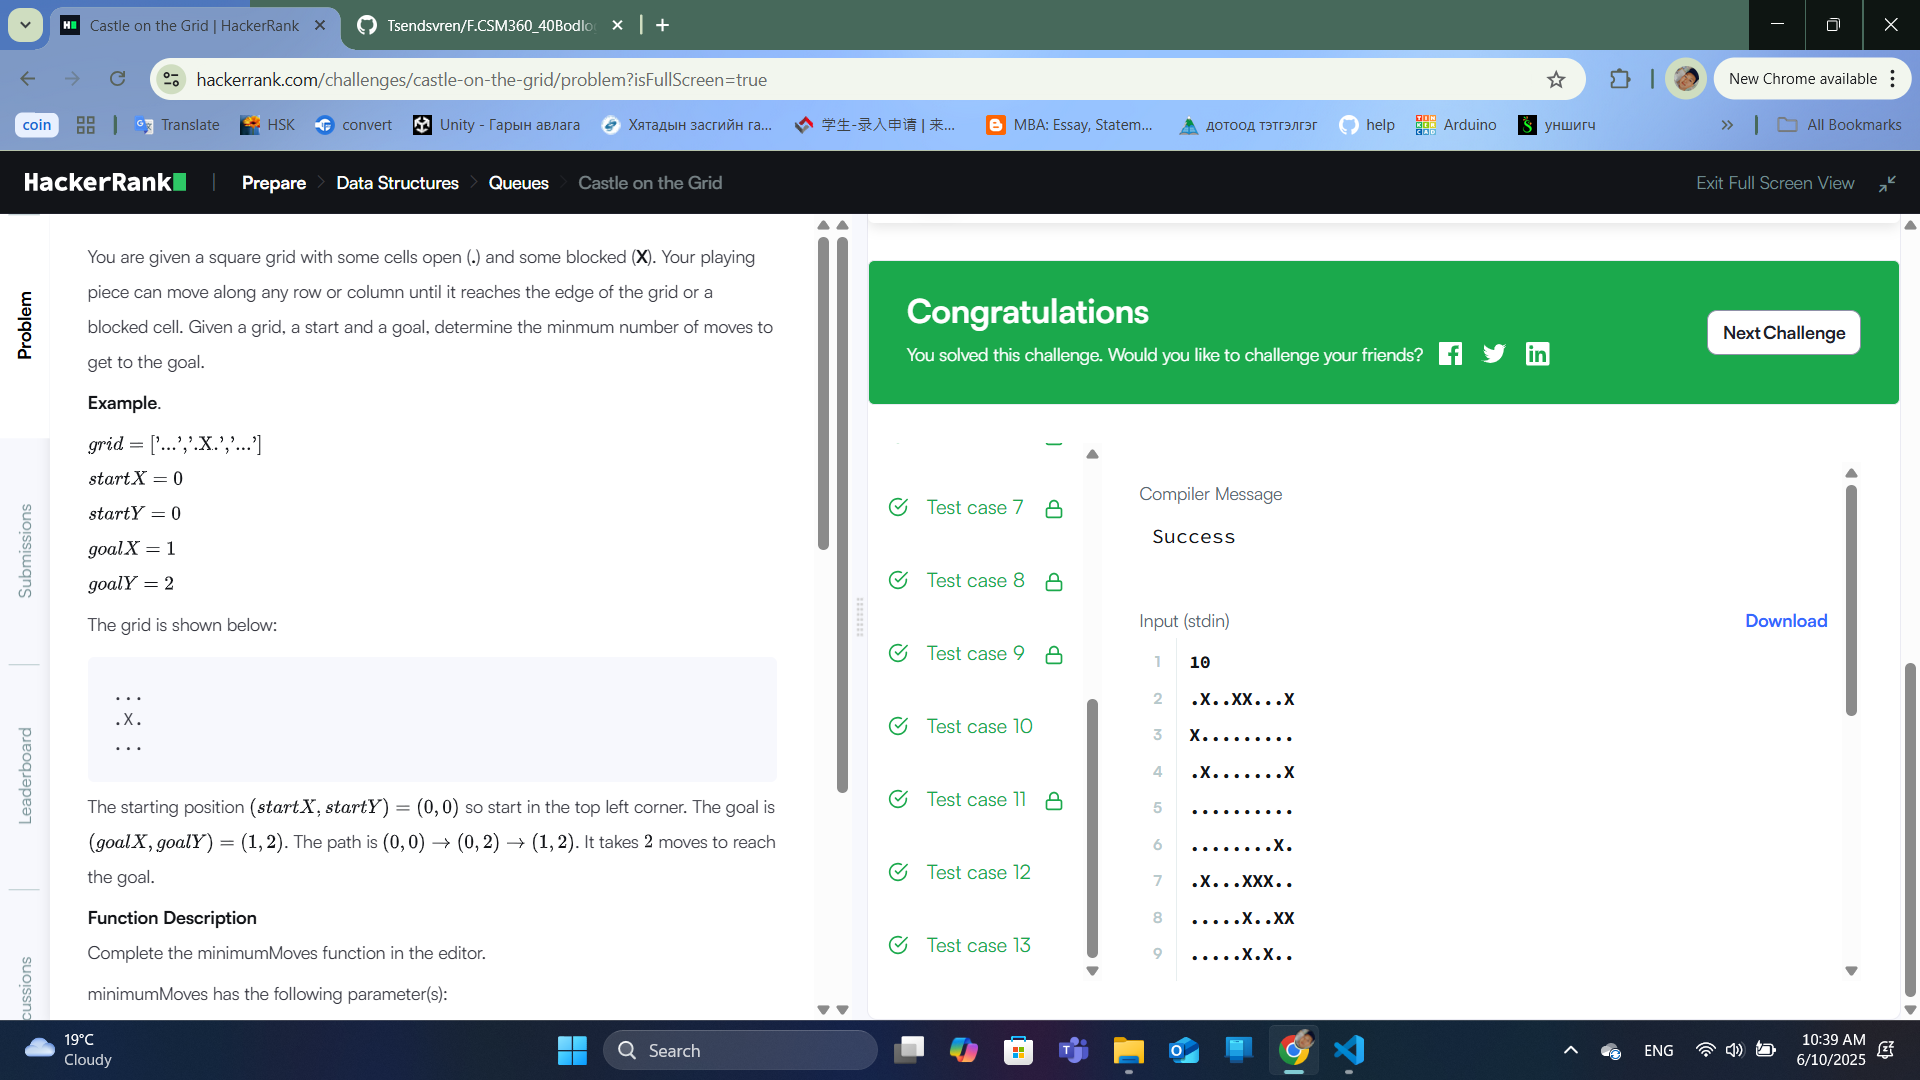 Castle on the Grid | HackerRank
Tsendsvren/F.CSM360_40Bodlo
hackerrank.com/challenges/castle-on-the-grid/problem?isFullScreen=true
New Chrome available
coin
Translate
HSK
convert
Unity - Гарын авлага
Хятадын засгийн га...
学生-录入申请 | 来...
MBA: Essay, Statem...
дотоод тэтгэлгэг
help
Arduino
уншигч
All Bookmarks
HackerRank
Prepare
Data Structures
Queues
Castle on the Grid
Exit Full Screen View
Problem
Submissions
Leaderboard
cussions
You are given a square grid with some cells open (.) and some blocked (X). Your playing
piece can move along any row or column until it reaches the edge of the grid or a
blocked cell. Given a grid, a start and a goal, determine the minmum number of moves to
get to the goal.
Example.
grid = ['...','.X.','...']
startX = 0
startY = 0
goalX = 1
goalY = 2
The grid is shown below:
...
.X.
...
The starting position (startX, startY) = (0, 0) so start in the top left corner. The goal is
(goalX, goalY) = (1, 2). The path is (0, 0) → (0, 2) → (1, 2). It takes 2 moves to reach
the goal.
Function Description
Complete the minimumMoves function in the editor.
minimumMoves has the following parameter(s):
Congratulations
You solved this challenge. Would you like to challenge your friends?
Next Challenge
Test case 7
Test case 8
Test case 9
Test case 10
Test case 11
Test case 12
Test case 13
Compiler Message
Success
Input (stdin)
Download
1 10
2 .X..XX...X
3 X.........
4 .X.......X
5 ..........
6 ........X.
7 .X...XXX..
8 .....X..XX
9 .....X.X..
19°C
Cloudy
Search
ENG
10:39 AM
6/10/2025